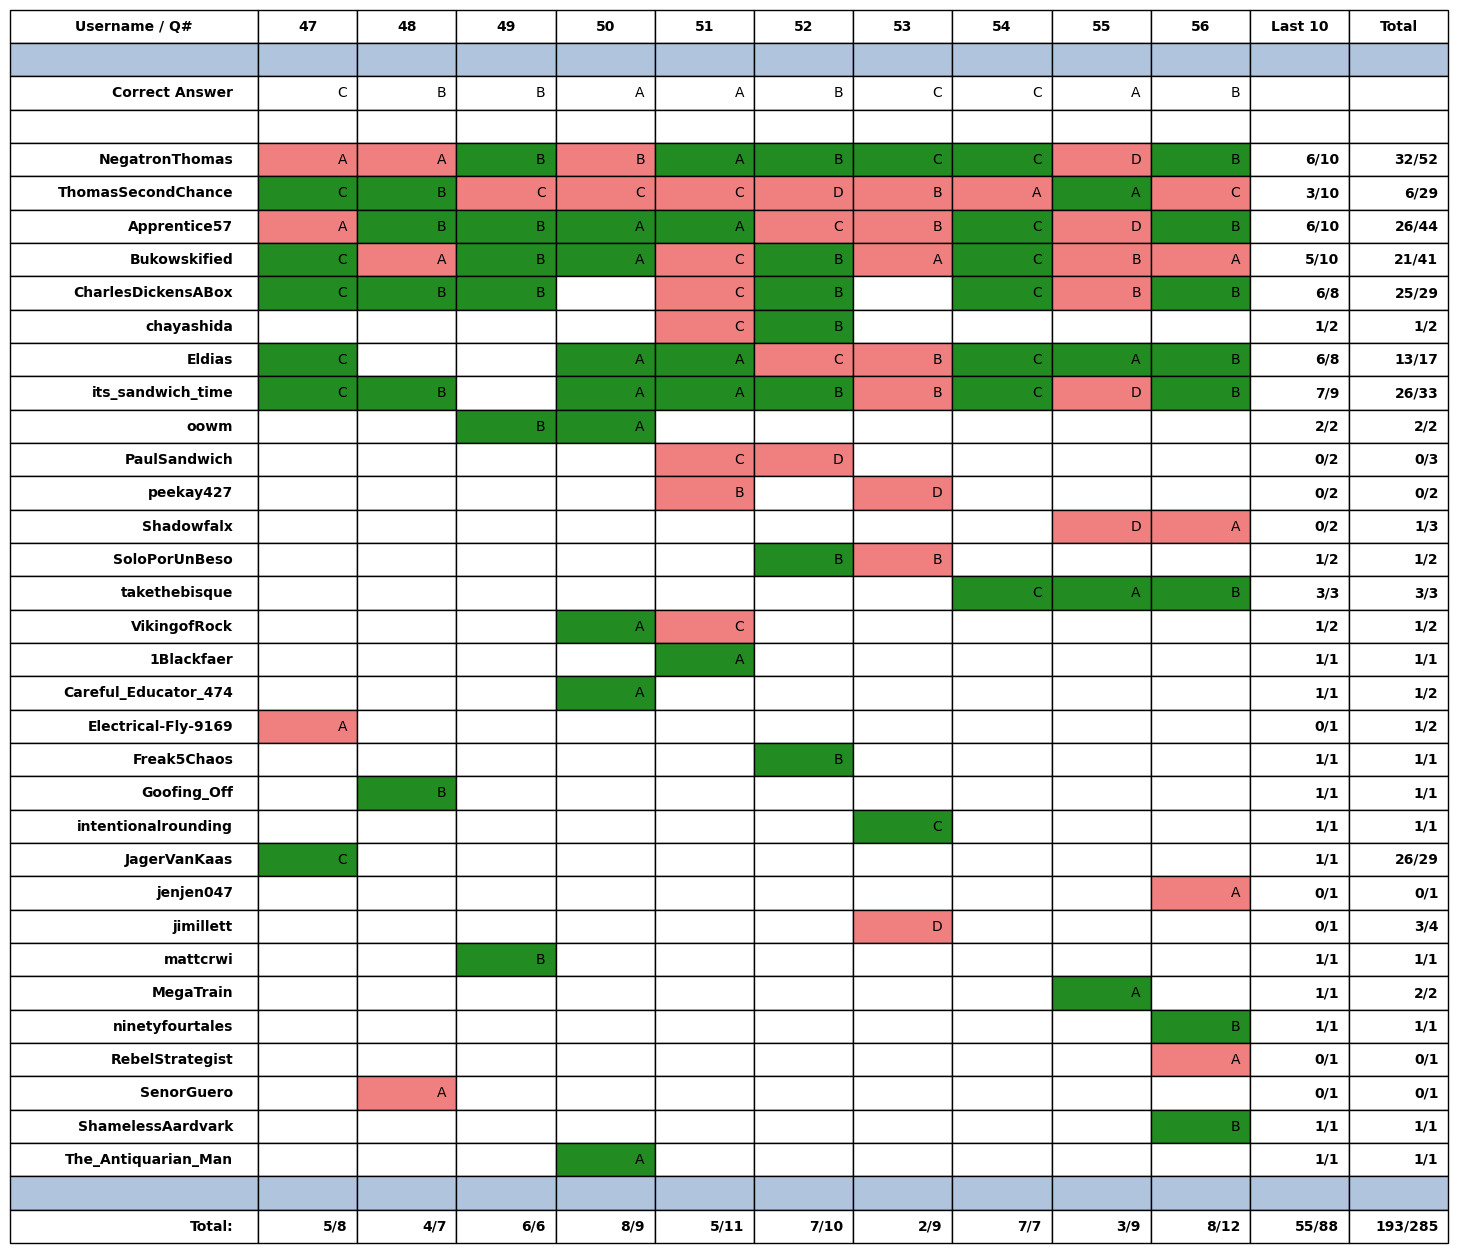 Username / Q# 47 48 49 50 51 52 53 54 55 56 Last 10 Total
Correct Answer C B B A A B C C A B
NegatronThomas A A B B A B C C D B 6/10 32/52
ThomasSecondChance C B C C C D B A A C 3/10 6/29
Apprentice57 A B B A A C B C D B 6/10 26/44
Bukowskified C A B A C B A C B A 5/10 21/41
CharlesDickensABox C B B C B C B B 6/8 25/29
chayashida C B 1/2 1/2
Eldias C A A C B C A B 6/8 13/17
its_sandwich_time C B A A B B C D B 7/9 26/33
oowm B A 2/2 2/2
PaulSandwich C D 0/2 0/3
peekay427 B D 0/2 0/2
Shadowfalx D A 0/2 1/3
SoloPorUnBeso B B 1/2 1/2
takethebisque C A B 3/3 3/3
VikingofRock A C 1/2 1/2
1Blackfaer A 1/1 1/1
Careful_Educator_474 A 1/1 1/2
Electrical-Fly-9169 A 0/1 1/2
Freak5Chaos B 1/1 1/1
Goofing_Off B 1/1 1/1
intentionalrounding C 1/1 1/1
JagerVanKaas C 1/1 26/29
jenjen047 A 0/1 0/1
jimillett D 0/1 3/4
mattcrwi B 1/1 1/1
MegaTrain A 1/1 2/2
ninetyfourtales B 1/1 1/1
RebelStrategist A 0/1 0/1
SenorGuero A 0/1 0/1
ShamelessAardvark B 1/1 1/1
The_Antiquarian_Man A 1/1 1/1
Total: 5/8 4/7 6/6 8/9 5/11 7/10 2/9 7/7 3/9 8/12 55/88 193/285